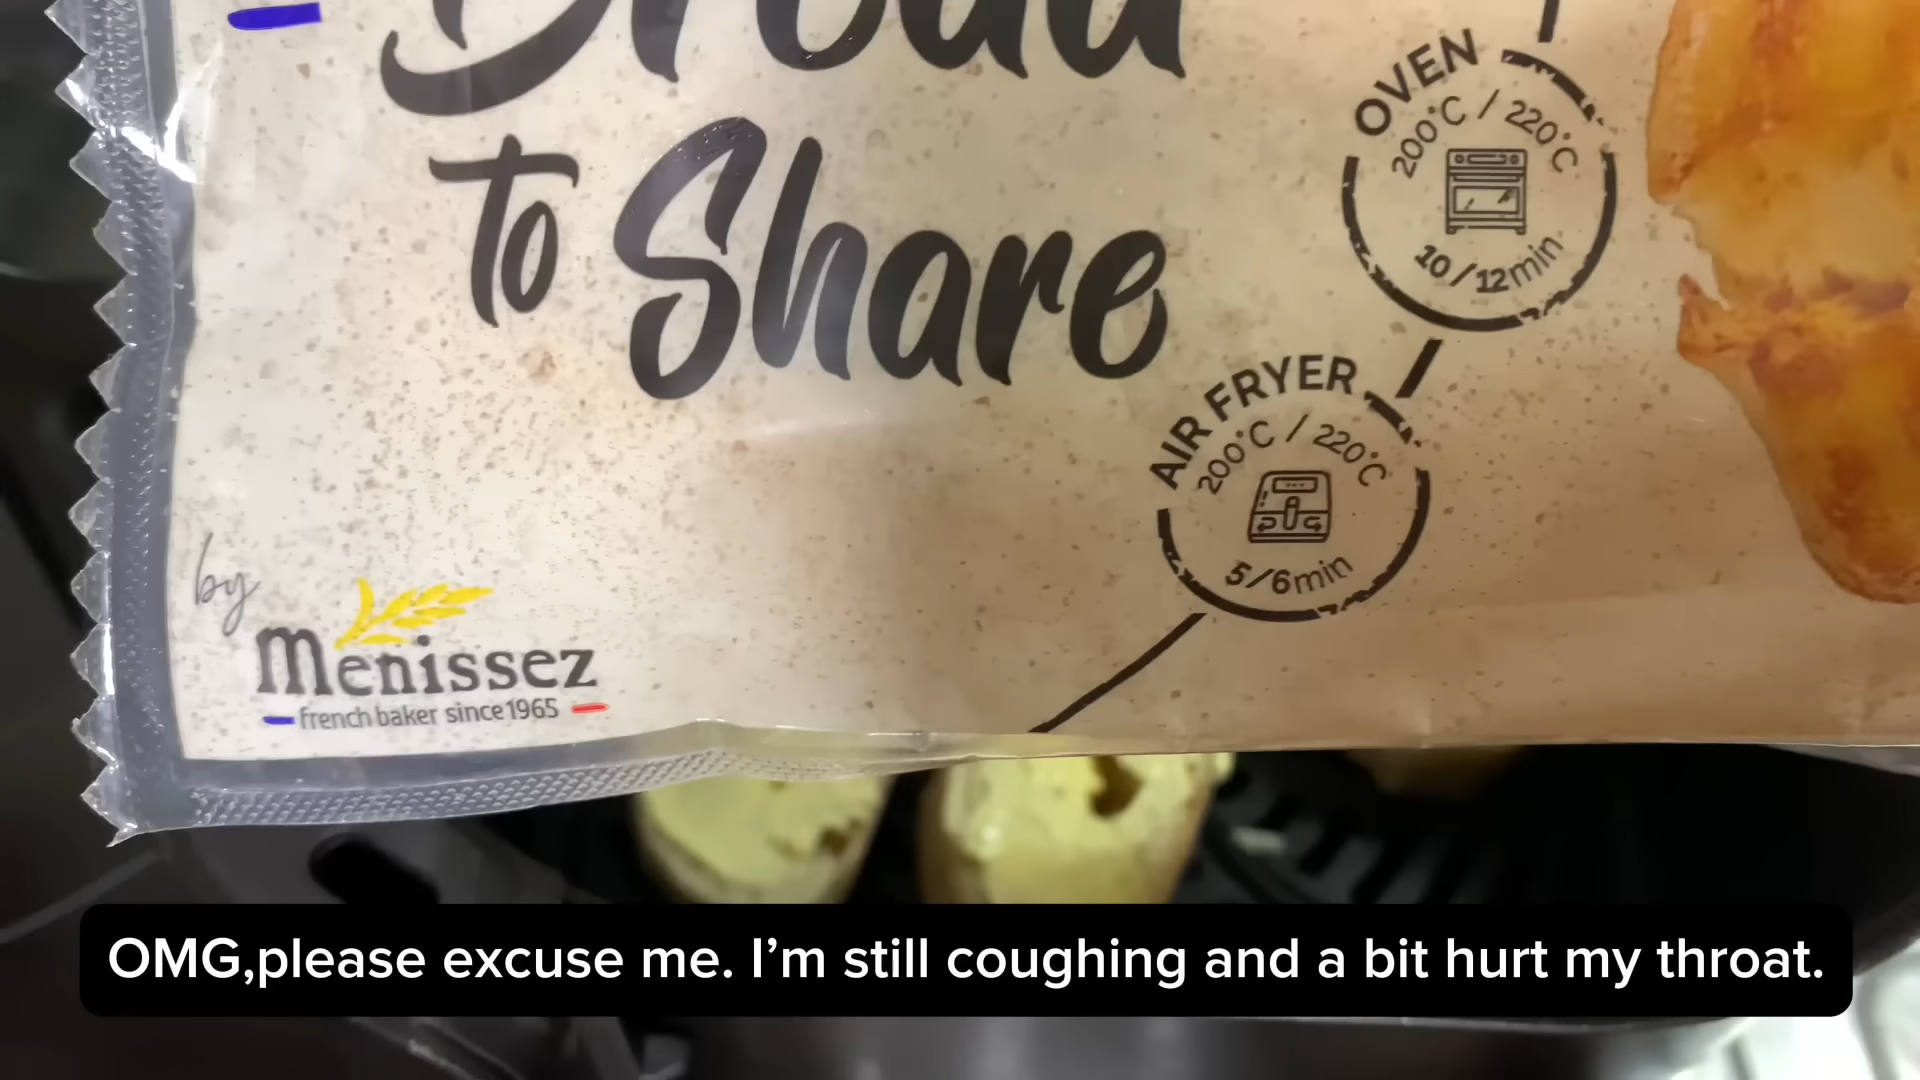 Bread
to Share
OVEN
200°C / 220°C
10/12min
AIR FRYER
200°C / 220°C
5/6min
by
Menissez
french baker since 1965
OMG,please excuse me. I’m still coughing and a bit hurt my throat.